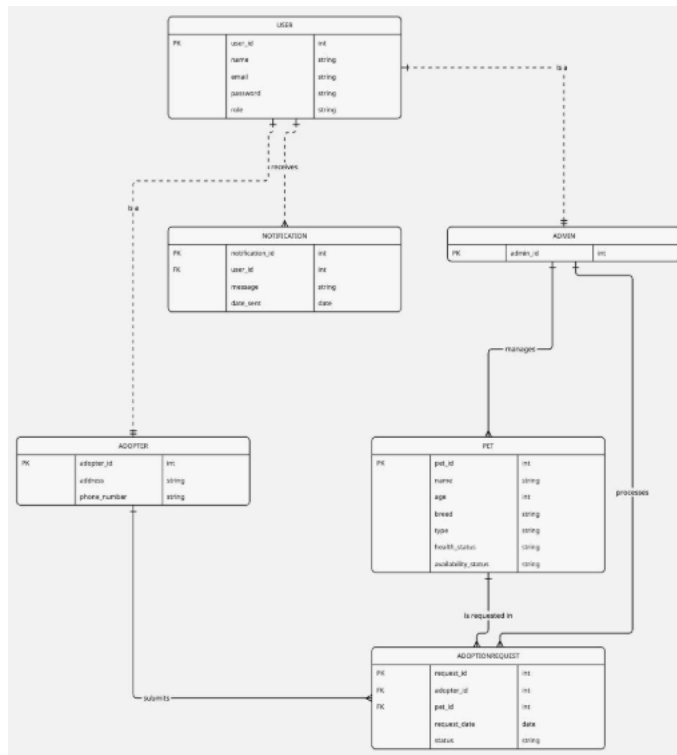 USER
PK user_id int
name string
email string
password string
role string
is a
receives
is a
NOTIFICATION
PK notification_id int
FK user_id int
message string
date_sent date
ADMIN
PK admin_id int
manages
ADOPTER
PK adopter_id int
address string
phone_number string
PET
PK pet_id int
name string
age int
breed string
type string
health_status string
availability_status string
processes
is requested in
ADOPTIONREQUEST
PK request_id int
FK adopter_id int
FK pet_id int
request_date date
status string
submits